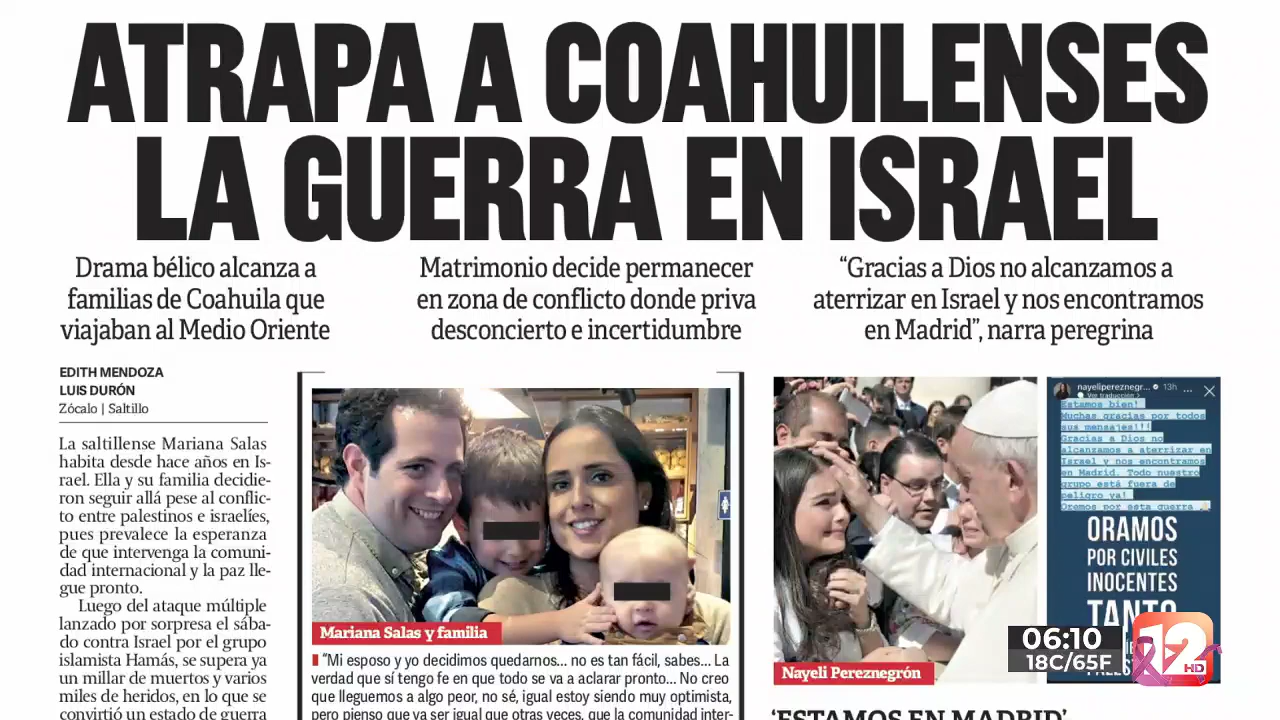 ATRAPA A COAHUILENSES
LA GUERRA EN ISRAEL
Drama bélico alcanza a
familias de Coahuila que
viajaban al Medio Oriente
Matrimonio decide permanecer
en zona de conflicto donde priva
desconcierto e incertidumbre
“Gracias a Dios no alcanzamos a
aterrizar en Israel y nos encontramos
en Madrid”, narra peregrina
EDITH MENDOZA
LUIS DURÓN
Zócalo | Saltillo
La saltillense Mariana Salas
habita desde hace años en Is-
rael. Ella y su familia decidie-
ron seguir allá pese al conflic-
to entre palestinos e israelíes,
pues prevalece la esperanza
de que intervenga la comuni-
dad internacional y la paz lle-
gue pronto.
Luego del ataque múltiple
lanzado por sorpresa el sába-
do contra Israel por el grupo
islamista Hamás, se supera ya
un millar de muertos y varios
miles de heridos, en lo que se
convirtió un estado de guerra
Mariana Salas y familia
“Mi esposo y yo decidimos quedarnos... no es tan fácil, sabes... La
verdad que sí tengo fe en que todo se va a aclarar pronto... No creo
que lleguemos a algo peor, no sé, igual estoy siendo muy optimista,
pero pienso que va ser igual que otras veces, que la comunidad inter-
Nayeli Pereznegrón
nayelipereznegr... 13h
Ver traducción >
Estamos bien!
Muchas gracias por todos
sus mensajes!!!
Gracias a Dios no
alcanzamos a aterrizar en
Israel y nos encontramos
en Madrid. Todo nuestro
grupo está fuera de
peligro ya!
Oremos por esta guerra
ORAMOS
POR CIVILES
INOCENTES
TANTO
‘ESTAMOS EN MADRID’
06:10
18C/65F
12
HD